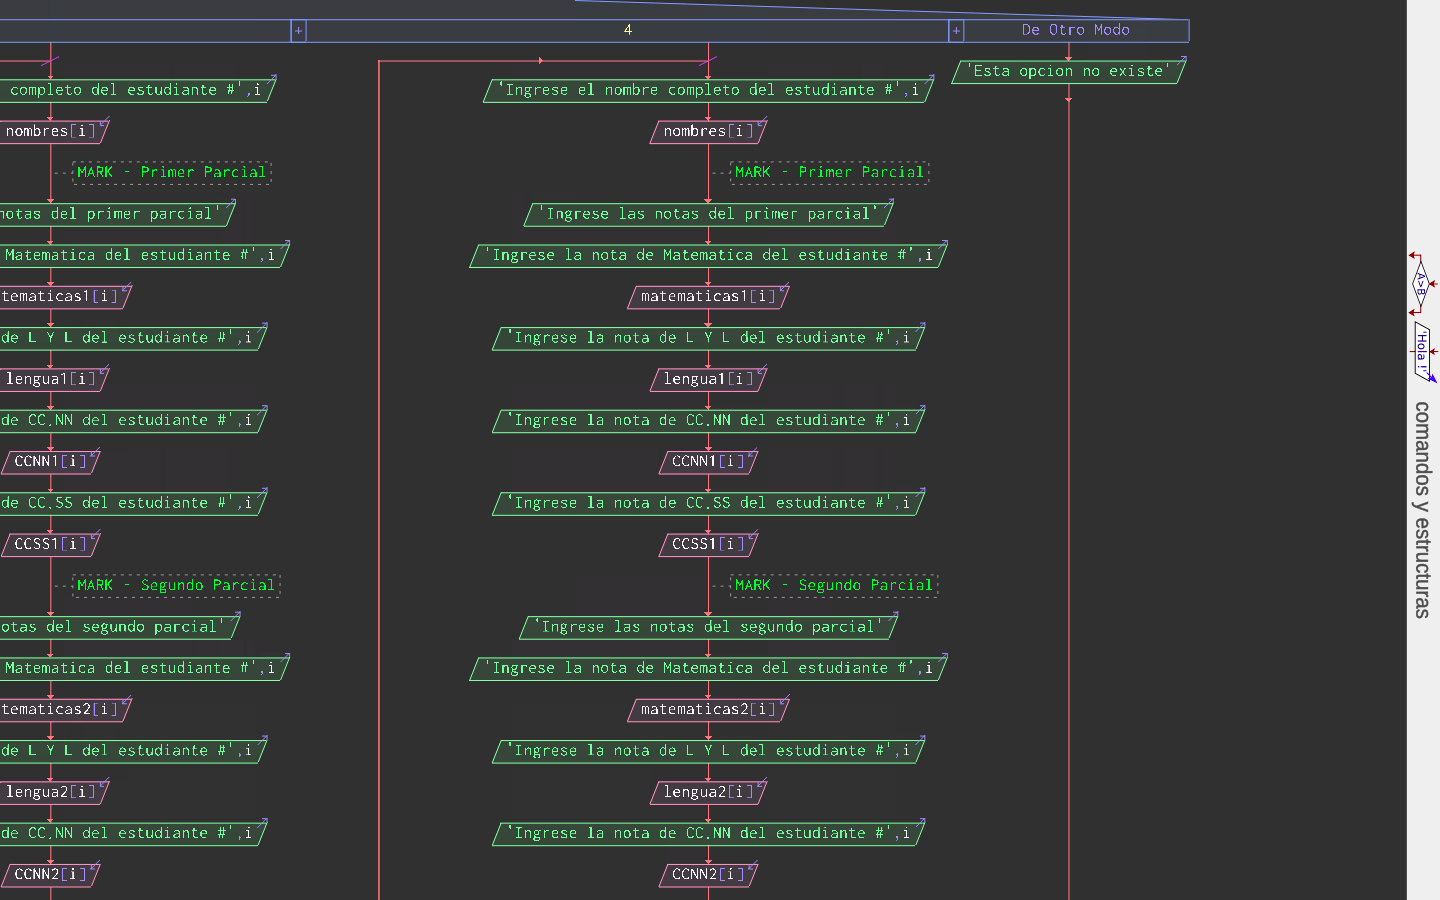 + 4 + De Otro Modo
completo del estudiante #',i
nombres[i]
MARK - Primer Parcial
notas del primer parcial'
Matematica del estudiante #',i
tematicas1[i]
de L Y L del estudiante #',i
lengua1[i]
de CC.NN del estudiante #',i
CCNN1[i]
de CC.SS del estudiante #',i
CCSS1[i]
MARK - Segundo Parcial
otas del segundo parcial'
Matematica del estudiante #',i
tematicas2[i]
de L Y L del estudiante #',i
lengua2[i]
de CC.NN del estudiante #',i
CCNN2[i]
'Ingrese el nombre completo del estudiante #',i
nombres[i]
MARK - Primer Parcial
'Ingrese las notas del primer parcial'
'Ingrese la nota de Matematica del estudiante #',i
matematicas1[i]
'Ingrese la nota de L Y L del estudiante #',i
lengua1[i]
'Ingrese la nota de CC.NN del estudiante #',i
CCNN1[i]
'Ingrese la nota de CC.SS del estudiante #',i
CCSS1[i]
MARK - Segundo Parcial
'Ingrese las notas del segundo parcial'
'Ingrese la nota de Matematica del estudiante #',i
matematicas2[i]
'Ingrese la nota de L Y L del estudiante #',i
lengua2[i]
'Ingrese la nota de CC.NN del estudiante #',i
CCNN2[i]
'Esta opcion no existe'
A>B
'Hola !'
comandos y estructuras